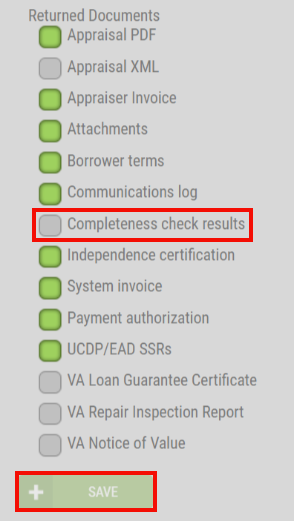 Returned Documents
Appraisal PDF
Appraisal XML
Appraiser Invoice
Attachments
Borrower terms
Communications log
Completeness check results
Independence certification
System invoice
Payment authorization
UCDP/EAD SSRs
VA Loan Guarantee Certificate
VA Repair Inspection Report
VA Notice of Value
+ SAVE